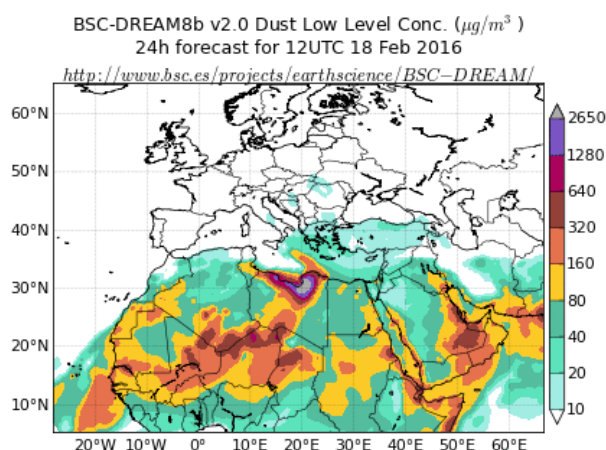 BSC-DREAM8b v2.0 Dust Low Level Conc. (μg/m³ )
24h forecast for 12UTC 18 Feb 2016
http://www.bsc.es/projects/earthscience/BSC−DREAM/
60°N
50°N
40°N
30°N
20°N
10°N
20°W 10°W 0° 10°E 20°E 30°E 40°E 50°E 60°E
2650
1280
640
320
160
80
40
20
10